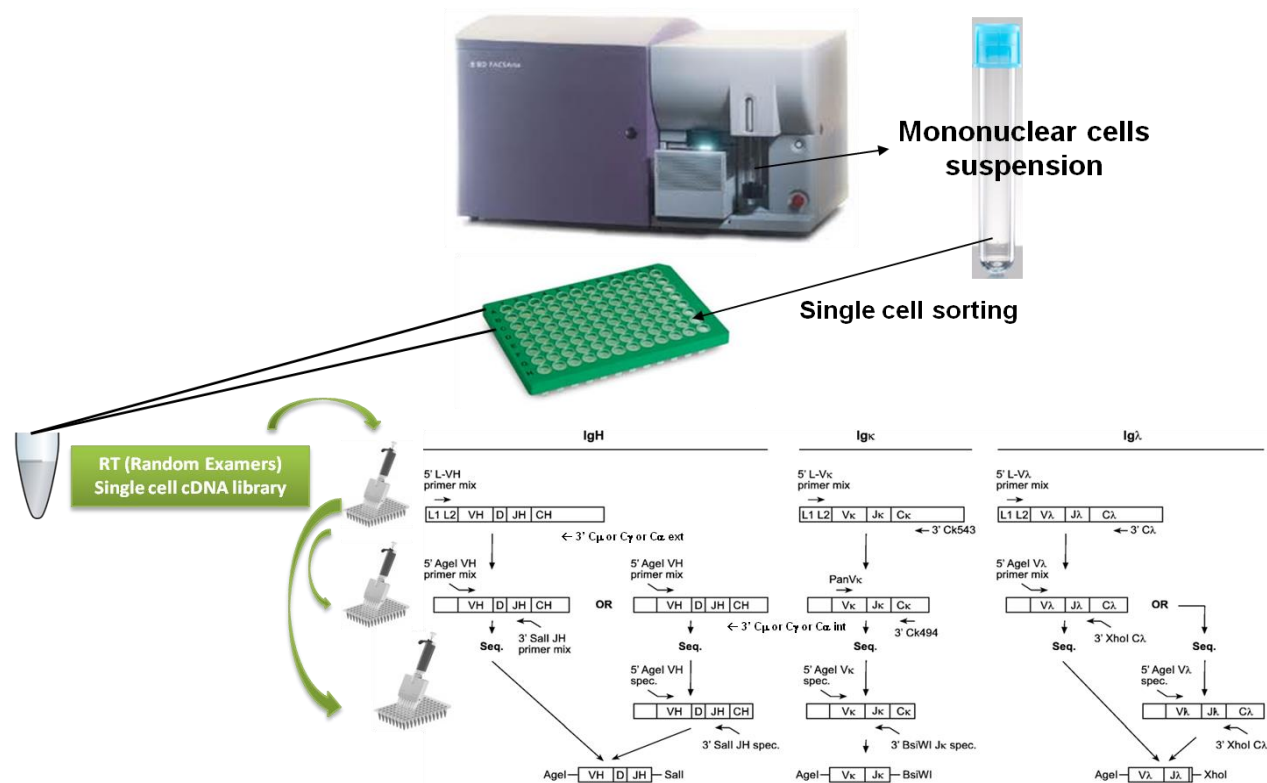 BD FACSAria
Mononuclear cells
suspension
Single cell sorting
RT (Random Examers)
Single cell cDNA library
IgH
5' L-VH
primer mix
L1 L2 VH D JH CH
← 3' Cμ or Cγ or Cα ext
5' AgeI VH
primer mix
VH D JH CH
3' SalI JH
primer mix
Seq.
OR
5' AgeI VH
primer mix
VH D JH CH
← 3' Cμ or Cγ or Cα int
Seq.
5' AgeI VH
spec.
VH D JH CH
3' SalI JH spec.
AgeI VH D JH SalI
Igκ
5' L-Vκ
primer mix
L1 L2 Vκ Jκ Cκ
3' Ck543
PanVκ
Vκ Jκ Cκ
3' Ck494
Seq.
5' AgeI Vκ
spec.
Vκ Jκ Cκ
3' BsiWI Jκ spec.
AgeI Vκ Jκ BsiWI
Igλ
5' L-Vλ
primer mix
L1 L2 Vλ Jλ Cλ
3' Cλ
5' AgeI Vλ
primer mix
Vλ Jλ Cλ
OR
3' XhoI Cλ
Seq.
Seq.
5' AgeI Vλ
spec.
Vλ Jλ Cλ
3' XhoI Cλ
AgeI Vλ Jλ XhoI